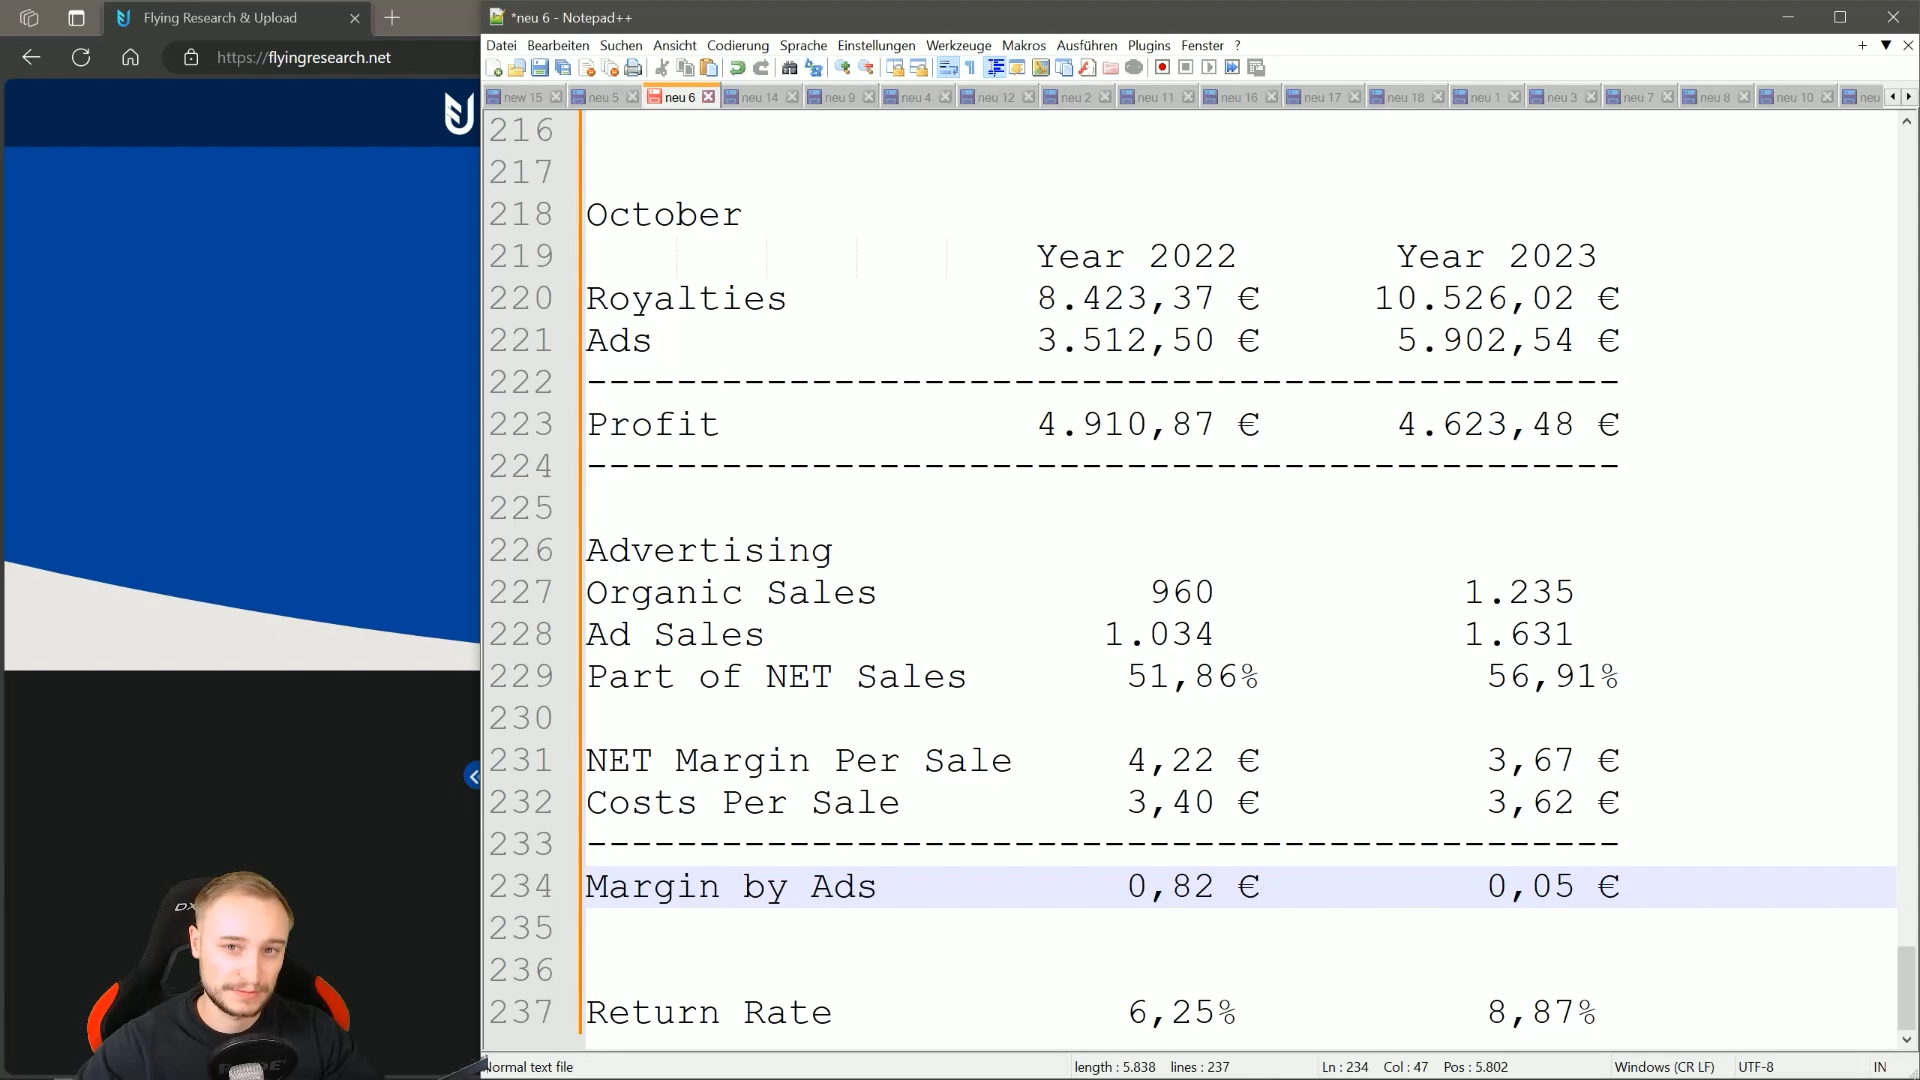 Flying Research & Upload
https://flyingresearch.net
*neu 6 - Notepad++
Datei Bearbeiten Suchen Ansicht Codierung Sprache Einstellungen Werkzeuge Makros Ausführen Plugins Fenster ?
new 15 neu 5 neu 6 neu 14 neu 9 neu 4 neu 12 neu 2 neu 11 neu 16 neu 17 neu 18 neu 1 neu 3 neu 7 neu 8 neu 10 neu
216
217
218 October
219 Year 2022 Year 2023
220 Royalties 8.423,37 € 10.526,02 €
221 Ads 3.512,50 € 5.902,54 €
222 ----------------------------------------------
223 Profit 4.910,87 € 4.623,48 €
224 ----------------------------------------------
225
226 Advertising
227 Organic Sales 960 1.235
228 Ad Sales 1.034 1.631
229 Part of NET Sales 51,86% 56,91%
230
231 NET Margin Per Sale 4,22 € 3,67 €
232 Costs Per Sale 3,40 € 3,62 €
233 ----------------------------------------------
234 Margin by Ads 0,82 € 0,05 €
235
236
237 Return Rate 6,25% 8,87%
Normal text file length : 5.838 lines : 237 Ln : 234 Col : 47 Pos : 5.802 Windows (CR LF) UTF-8 IN